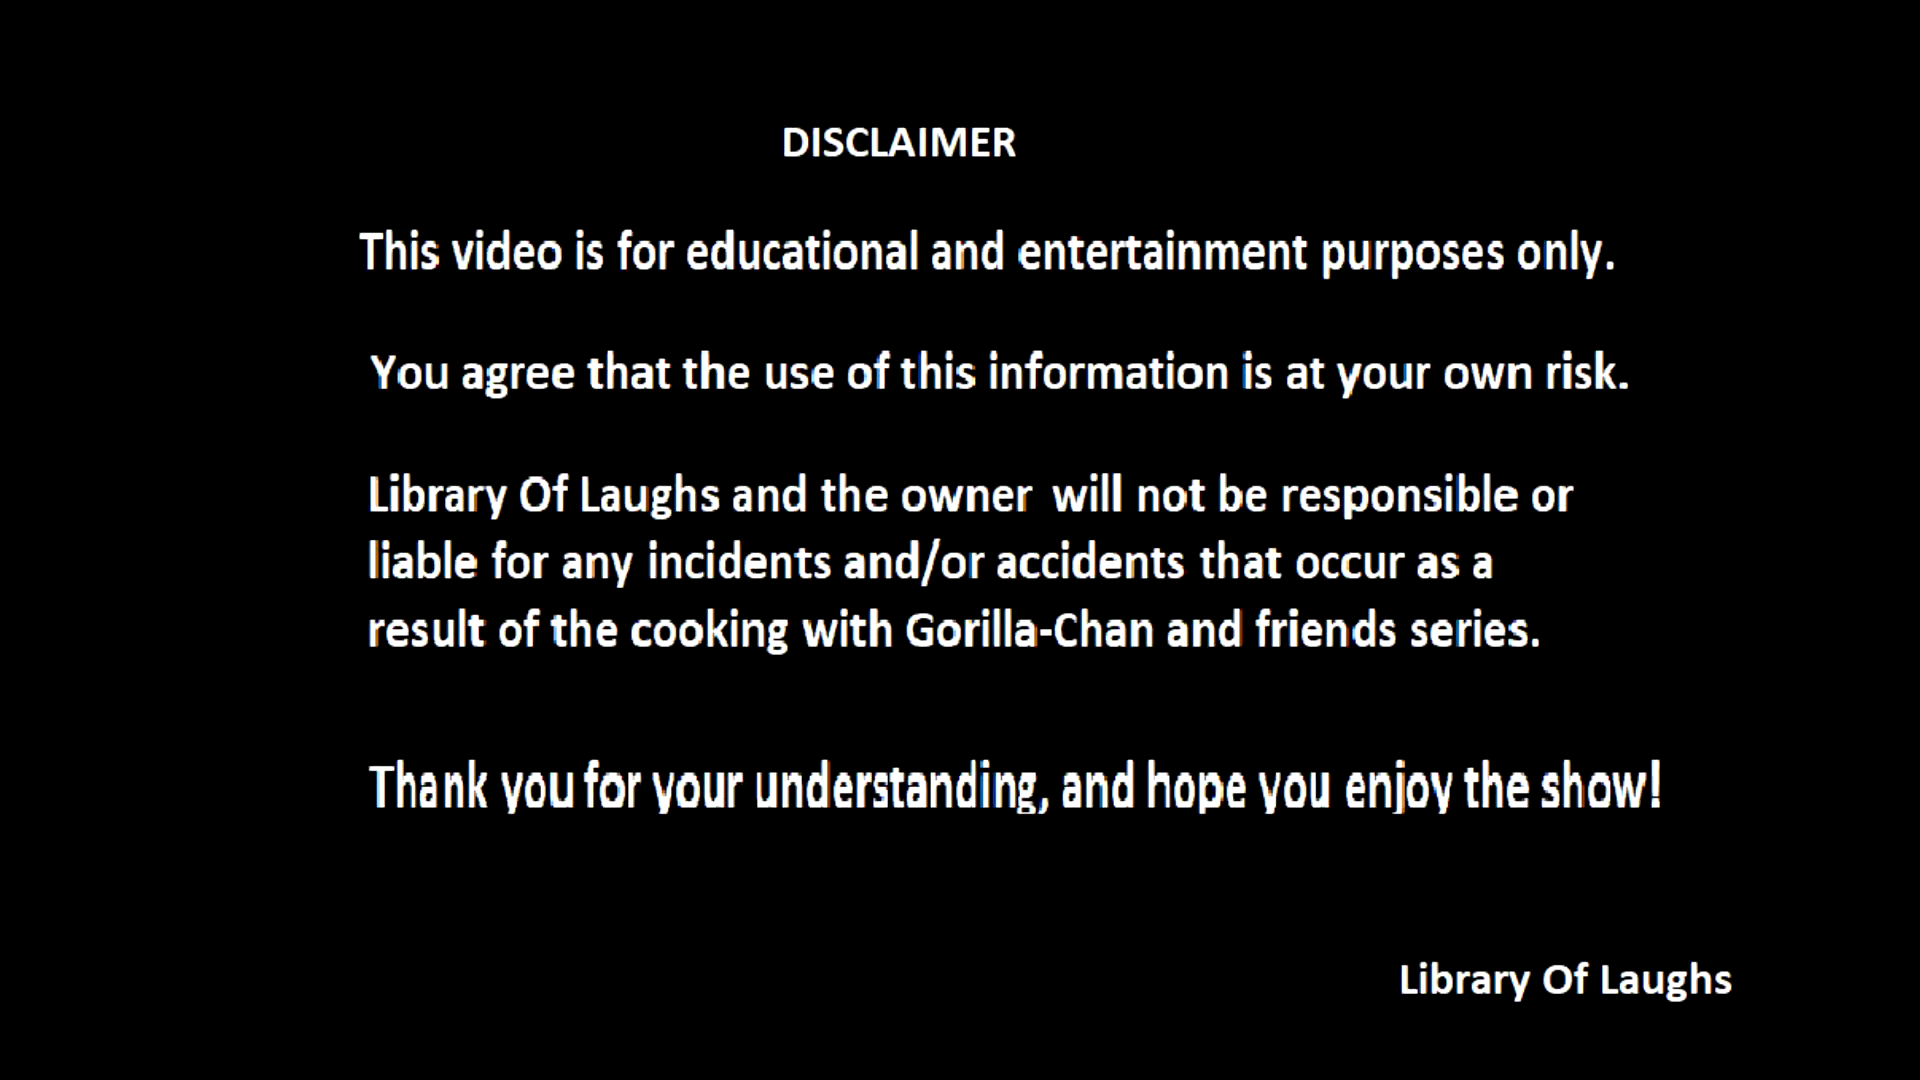 DISCLAIMER
This video is for educational and entertainment purposes only.
You agree that the use of this information is at your own risk.
Library Of Laughs and the owner will not be responsible or
liable for any incidents and/or accidents that occur as a
result of the cooking with Gorilla-Chan and friends series.
Thank you for your understanding, and hope you enjoy the show!
Library Of Laughs